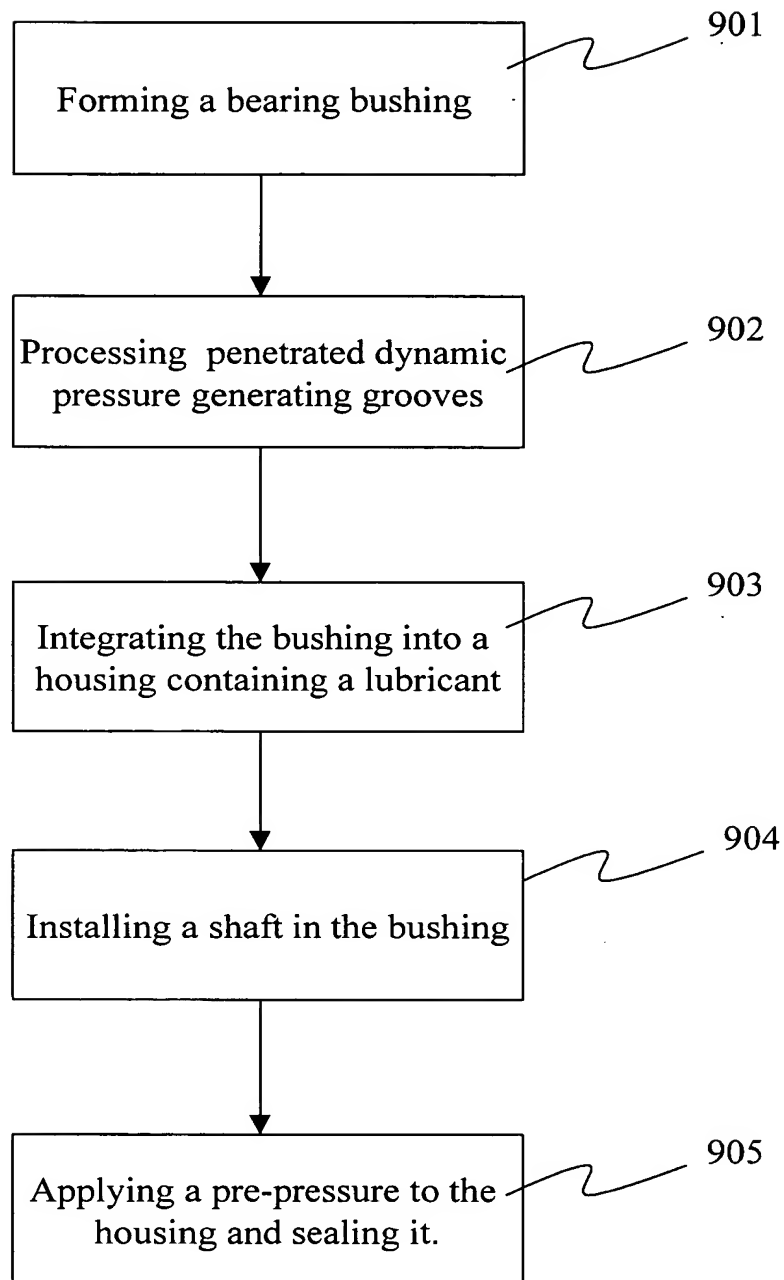 901
Forming a bearing bushing
902
Processing penetrated dynamic
pressure generating grooves
903
Integrating the bushing into a
housing containing a lubricant
904
Installing a shaft in the bushing
905
Applying a pre-pressure to the
housing and sealing it.